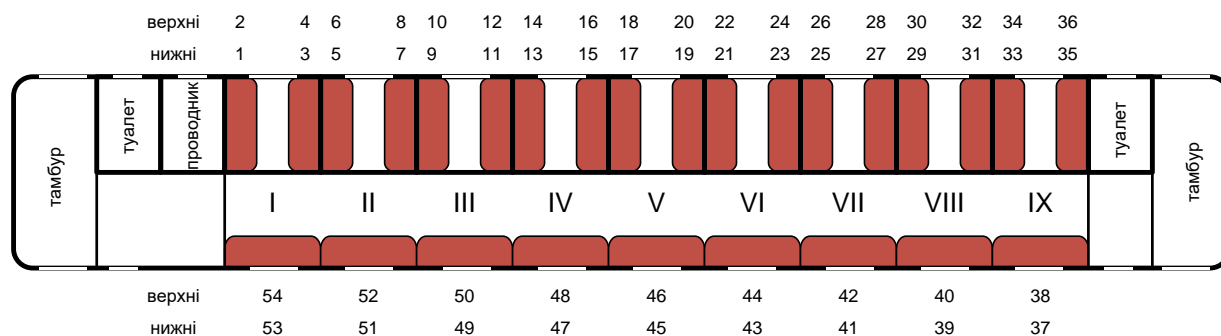 верхні 2 4 6 8 10 12 14 16 18 20 22 24 26 28 30 32 34 36
нижні 1 3 5 7 9 11 13 15 17 19 21 23 25 27 29 31 33 35
тамбур
туалет
проводник
туалет
тамбур
I II III IV V VI VII VIII IX
верхні 54 52 50 48 46 44 42 40 38
нижні 53 51 49 47 45 43 41 39 37